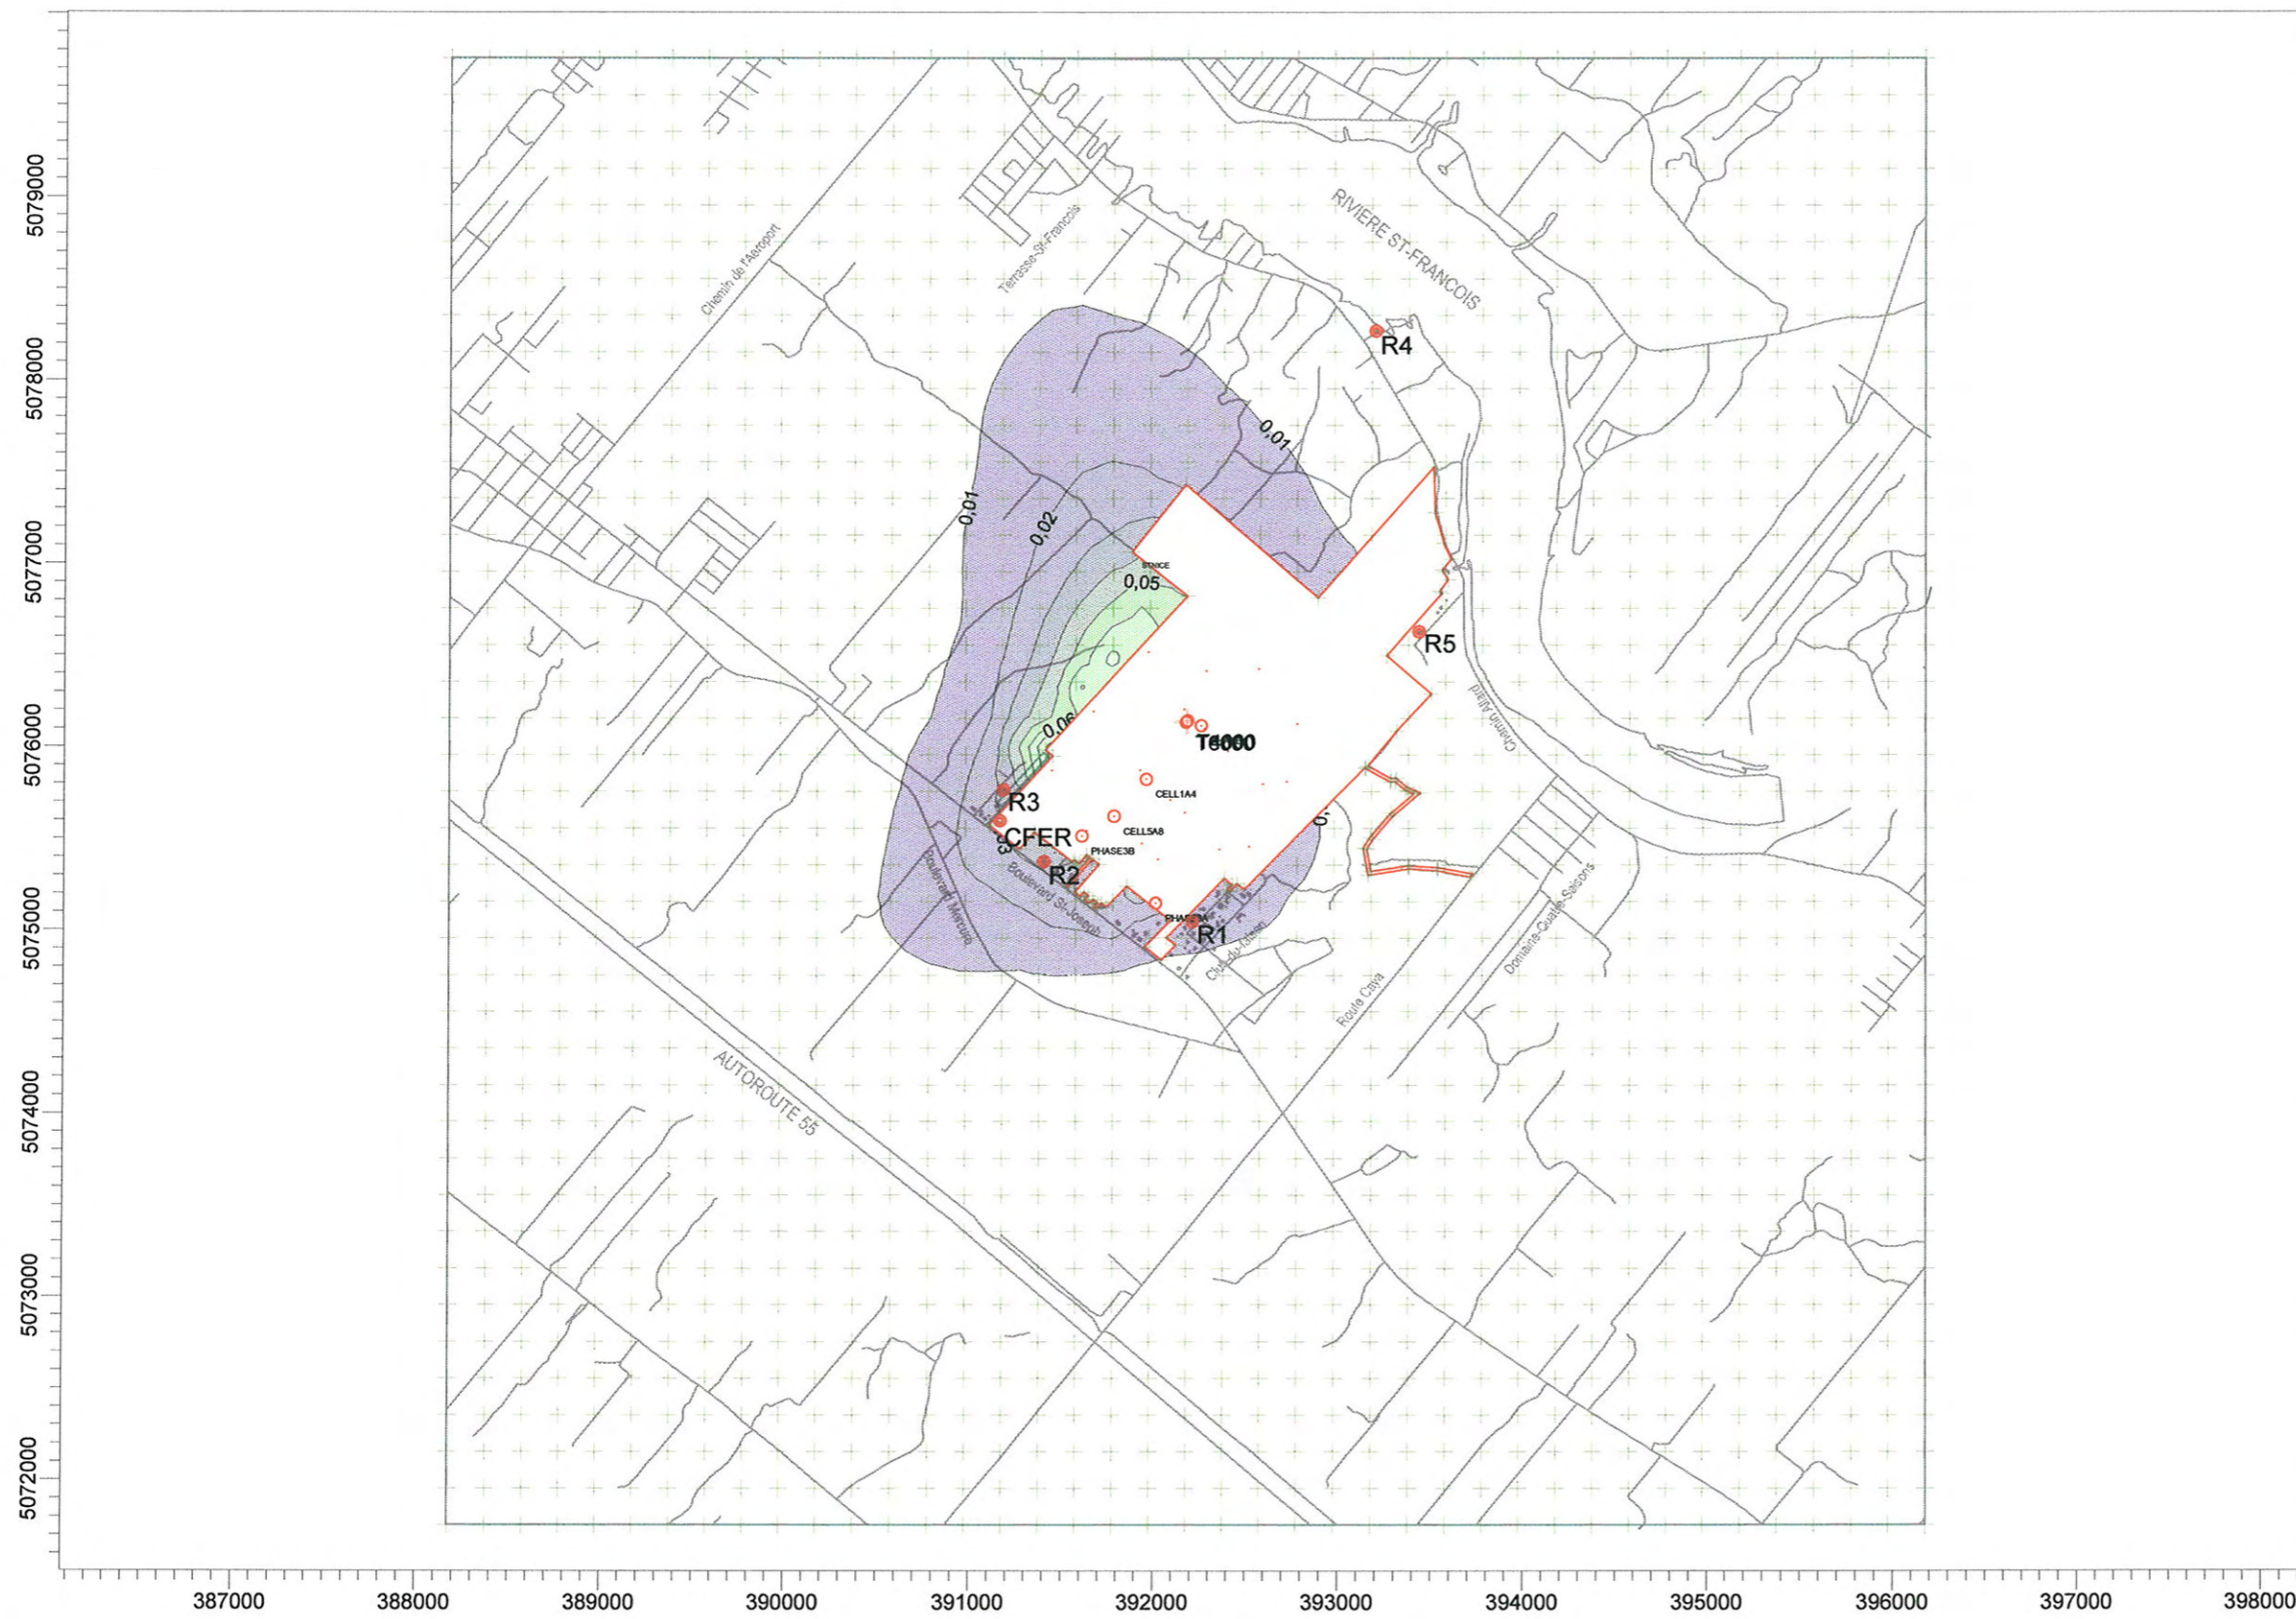 5079000
5078000
5077000
5076000
5075000
5074000
5073000
5072000
Chemin de l'Aeroport
Terrasse-St-Francois
RIVIERE ST-FRANCOIS
R4
0,01
0,01
0,02
0,05
R5
0,06
Chemin Allard
R3
CELL1A4
CELL5A8
CFER
PHASE3B
R2
Boulevard St-Joseph
Boulevard Mercure
R1
Route Caya
Domaine-Quatre-Saisons
AUTOROUTE 55
387000
388000
389000
390000
391000
392000
393000
394000
395000
396000
397000
398000